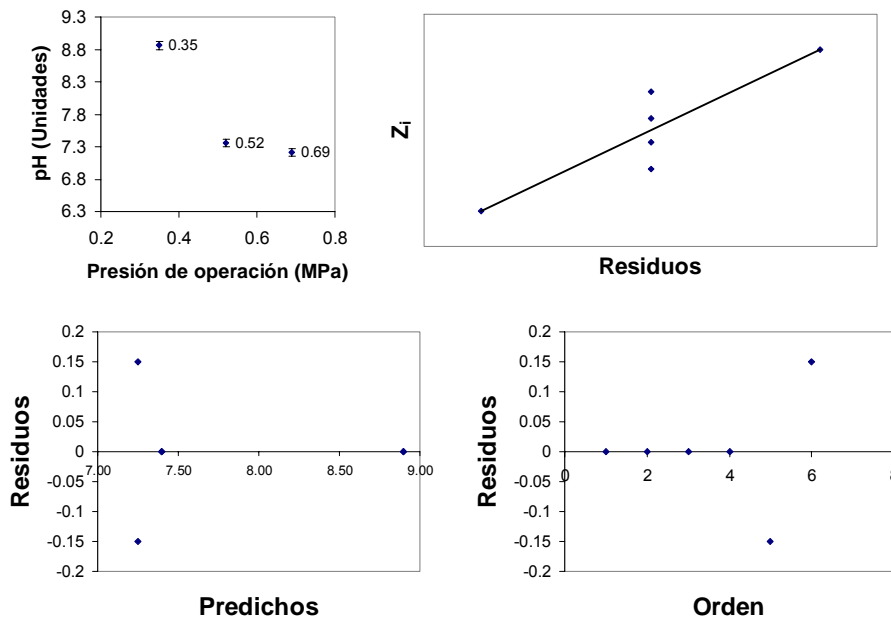 pH (Unidades)
9.3
8.8
8.3
7.8
7.3
6.8
6.3
0.35
0.52
0.69
0.2 0.4 0.6 0.8
Presión de operación (MPa)
Zi
Residuos
Residuos
0.2
0.15
0.1
0.05
0
-0.05
-0.1
-0.15
-0.2
7.00 7.50 8.00 8.50 9.00
Predichos
Residuos
0.2
0.15
0.1
0.05
0
-0.05
-0.1
-0.15
-0.2
0 2 4 6 8
Orden